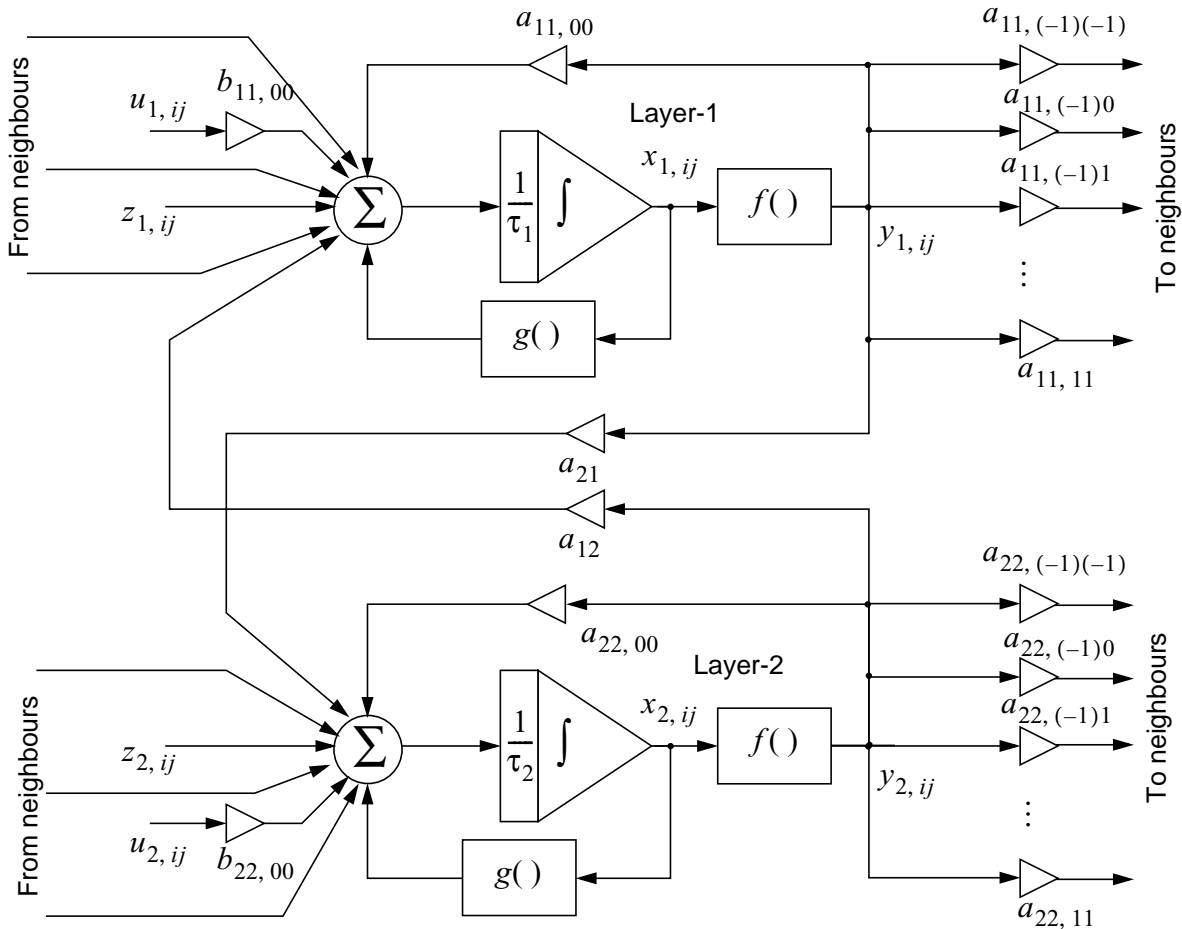 a11, 00
a11, (−1)(−1)
From neighbours
b11, 00
u1, ij
Layer-1
a11, (−1)0
x1, ij
a11, (−1)1
z1, ij
Σ
1/τ1
∫
f( )
y1, ij
To neighbours
⋮
g( )
a11, 11
a21
a12
a22, (−1)(−1)
a22, 00
a22, (−1)0
From neighbours
Layer-2
x2, ij
a22, (−1)1
z2, ij
Σ
1/τ2
∫
f( )
y2, ij
To neighbours
⋮
u2, ij
b22, 00
g( )
a22, 11